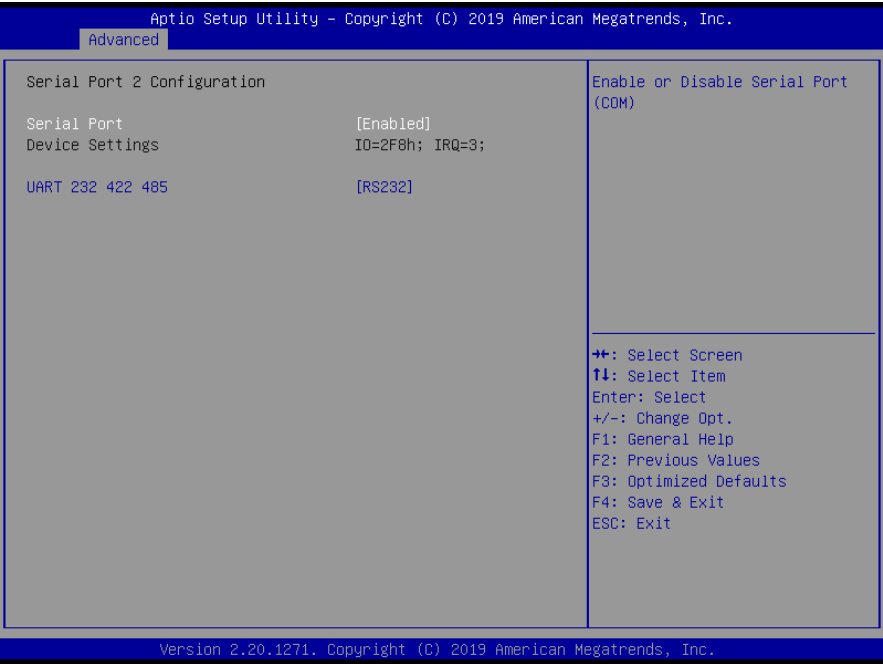 Aptio Setup Utility – Copyright (C) 2019 American Megatrends, Inc.
Advanced
Serial Port 2 Configuration
Serial Port [Enabled]
Device Settings IO=2F8h; IRQ=3;
UART 232 422 485 [RS232]
Enable or Disable Serial Port
(COM)
→←: Select Screen
↑↓: Select Item
Enter: Select
+/-: Change Opt.
F1: General Help
F2: Previous Values
F3: Optimized Defaults
F4: Save & Exit
ESC: Exit
Version 2.20.1271. Copyright (C) 2019 American Megatrends, Inc.